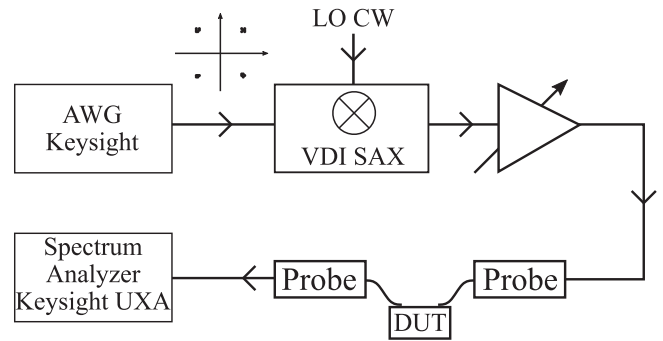 LO CW
AWG
Keysight
VDI SAX
Spectrum
Analyzer
Keysight UXA
Probe
Probe
DUT